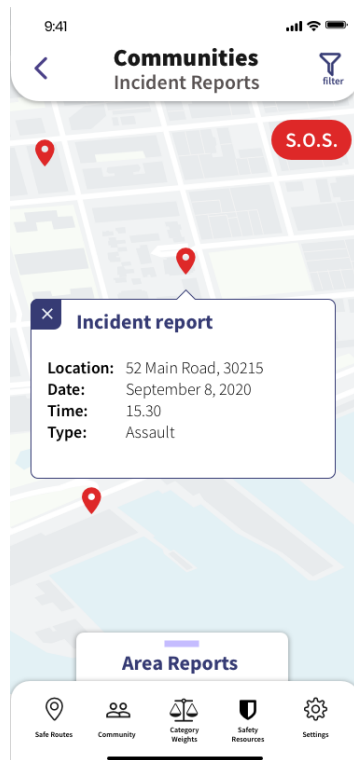 9:41
Communities
Incident Reports
filter
S.O.S.
Incident report
Location: 52 Main Road, 30215
Date: September 8, 2020
Time: 15.30
Type: Assault
Area Reports
Safe Routes
Community
Category
Weights
Safety
Resources
Settings